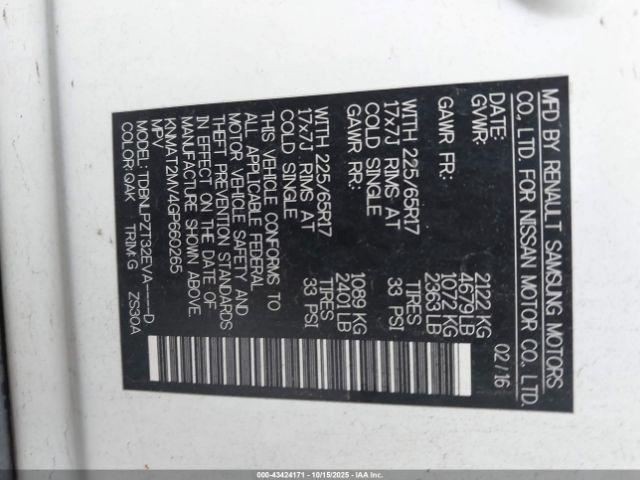 MFD BY RENAULT SAMSUNG MOTORS
CO., LTD. FOR NISSAN MOTOR CO., LTD.
DATE: 02 / 16
GVWR: 2122 KG
4679 LB
GAWR FR: 1072 KG
2363 LB
WITH 225/65R17 TIRES
17x7J RIMS AT 33 PSI
COLD SINGLE
GAWR RR: 1089 KG
2401 LB
WITH 225/65R17 TIRES
17x7J RIMS AT 33 PSI
COLD SINGLE
THIS VEHICLE CONFORMS TO
ALL APPLICABLE FEDERAL
MOTOR VEHICLE SAFETY AND
THEFT PREVENTION STANDARDS
IN EFFECT ON THE DATE OF
MANUFACTURE SHOWN ABOVE.
KNMAT2MV4GP660265
MPV
MODEL: TDBNLPZT32EVA----D
COLOR: QAK TRIM:G ZS30A
000-43424171 - 10/15/2025 - IAA Inc.